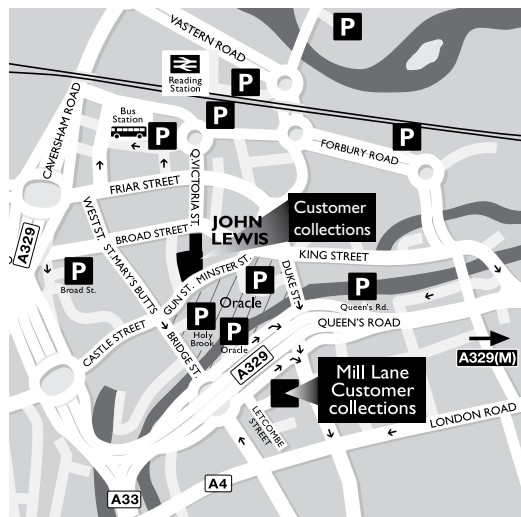 VASTERN ROAD
P
Reading
Station
P
P
Bus
Station
P
P
CAVERSHAM ROAD
FORBURY ROAD
FRIAR STREET
Q.VICTORIA ST.
WEST ST.
ST.MARY'S BUTTS
A329
BROAD STREET
JOHN
LEWIS
Customer
collections
KING STREET
P
Broad St.
GUN ST.
MINSTER ST.
P
Oracle
DUKE ST.
P
Queen's Rd.
P
Holy
Brook
P
Oracle
QUEEN'S ROAD
CASTLE STREET
BRIDGE ST.
A329
A329(M)
Mill Lane
Customer
collections
LETCOMBE
STREET
LONDON ROAD
A4
A33